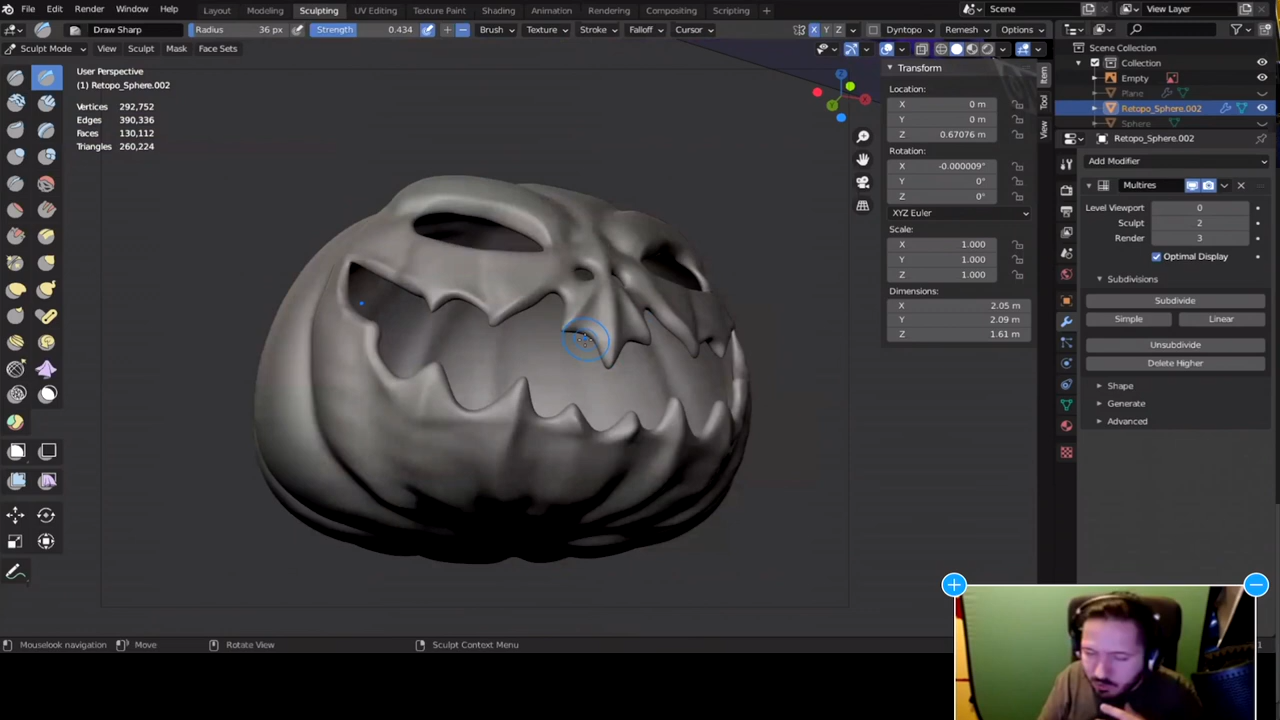 File Edit Render Window Help Layout Modeling Sculpting UV Editing Texture Paint Shading Animation Rendering Compositing Scripting + Scene View Layer
Draw Sharp Radius 36 px Strength 0.434 + − Brush Texture Stroke Falloff Cursor X Y Z Dyntopo Remesh Options
Sculpt Mode View Sculpt Mask Face Sets
User Perspective
(1) Retopo_Sphere.002
Vertices 292,752
Edges 390,336
Faces 130,112
Triangles 260,224
Z
X
Y
Transform
Location:
X 0 m
Y 0 m
Z 0.67076 m
Rotation:
X -0.000009°
Y 0°
Z 0°
XYZ Euler
Scale:
X 1.000
Y 1.000
Z 1.000
Dimensions:
X 2.05 m
Y 2.09 m
Z 1.61 m
Item
Tool
View
Scene Collection
Collection
Empty
Plane
Retopo_Sphere.002
Sphere
Retopo_Sphere.002
Add Modifier
Multires
Level Viewport 0
Sculpt 2
Render 3
Optimal Display
Subdivisions
Subdivide
Simple Linear
Unsubdivide
Delete Higher
Shape
Generate
Advanced
Mouselook navigation Move Rotate View Sculpt Context Menu